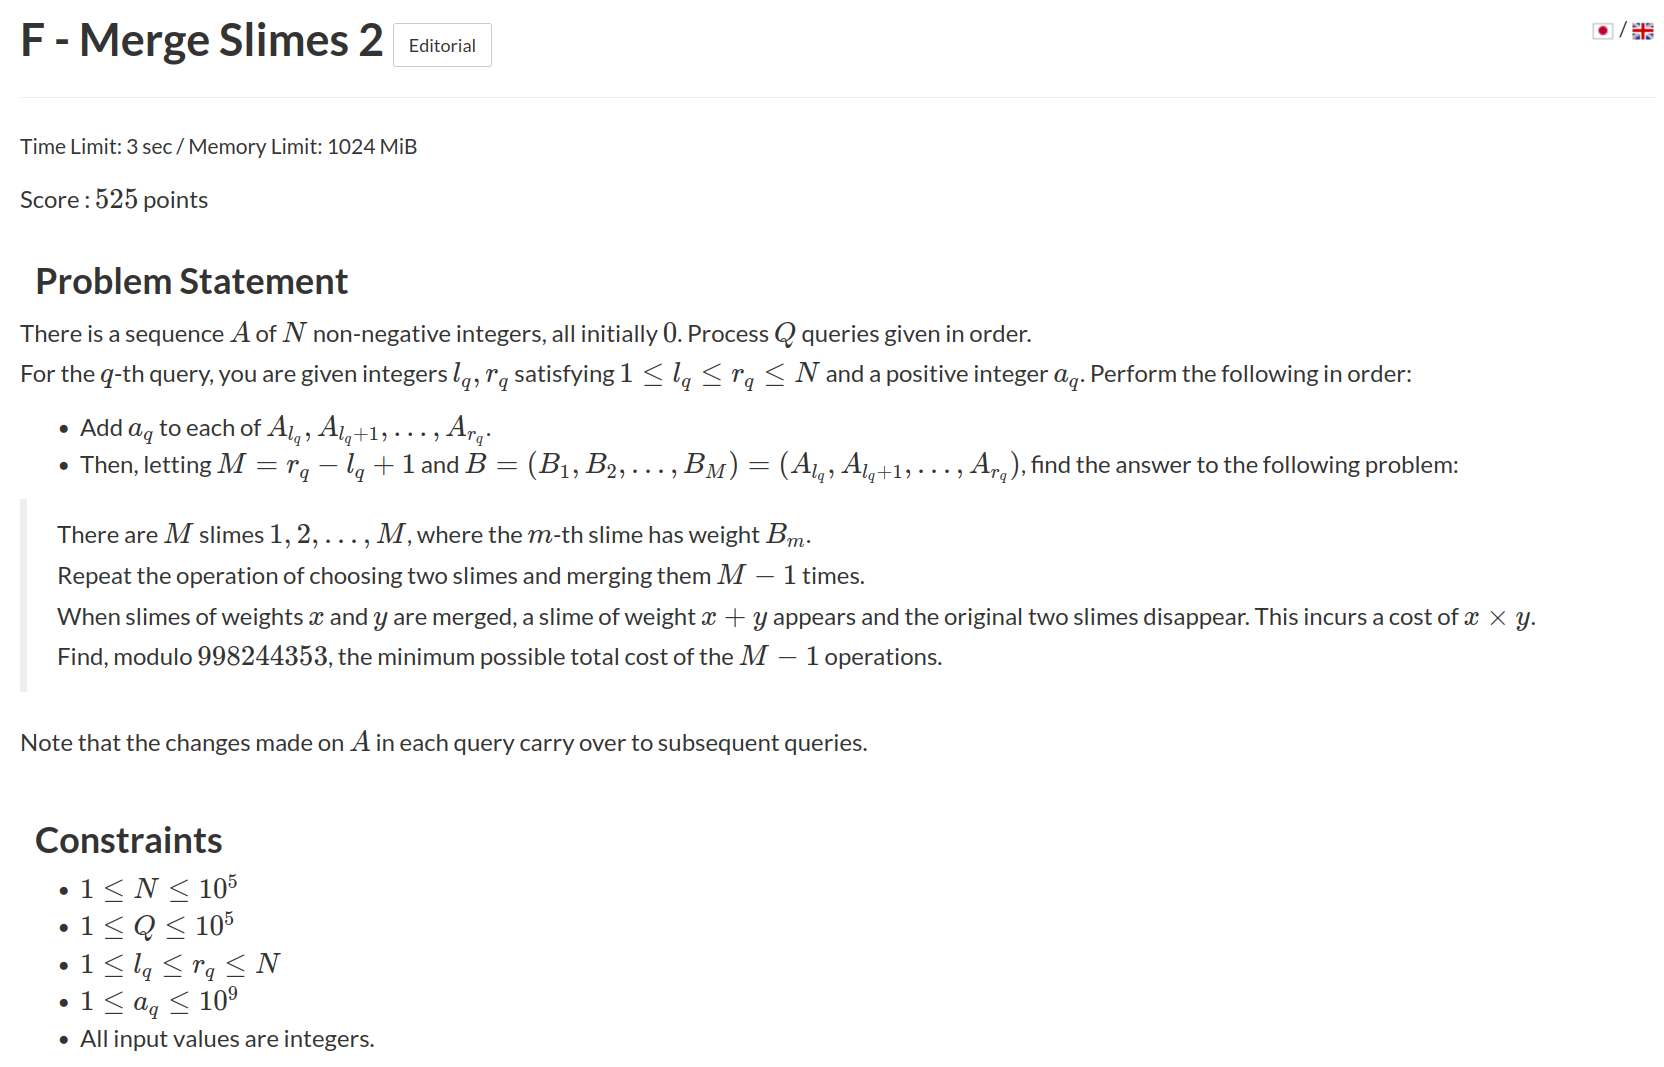 F - Merge Slimes 2 Editorial
/
Time Limit: 3 sec / Memory Limit: 1024 MiB
Score : 525 points
Problem Statement
There is a sequence A of N non-negative integers, all initially 0. Process Q queries given in order.
For the q-th query, you are given integers l_q, r_q satisfying 1 ≤ l_q ≤ r_q ≤ N and a positive integer a_q. Perform the following in order:
• Add a_q to each of A_{l_q}, A_{l_q+1}, . . . , A_{r_q}.
• Then, letting M = r_q − l_q + 1 and B = (B_1, B_2, . . . , B_M) = (A_{l_q}, A_{l_q+1}, . . . , A_{r_q}), find the answer to the following problem:
There are M slimes 1, 2, . . . , M, where the m-th slime has weight B_m.
Repeat the operation of choosing two slimes and merging them M − 1 times.
When slimes of weights x and y are merged, a slime of weight x + y appears and the original two slimes disappear. This incurs a cost of x × y.
Find, modulo 998244353, the minimum possible total cost of the M − 1 operations.
Note that the changes made on A in each query carry over to subsequent queries.
Constraints
• 1 ≤ N ≤ 10^5
• 1 ≤ Q ≤ 10^5
• 1 ≤ l_q ≤ r_q ≤ N
• 1 ≤ a_q ≤ 10^9
• All input values are integers.